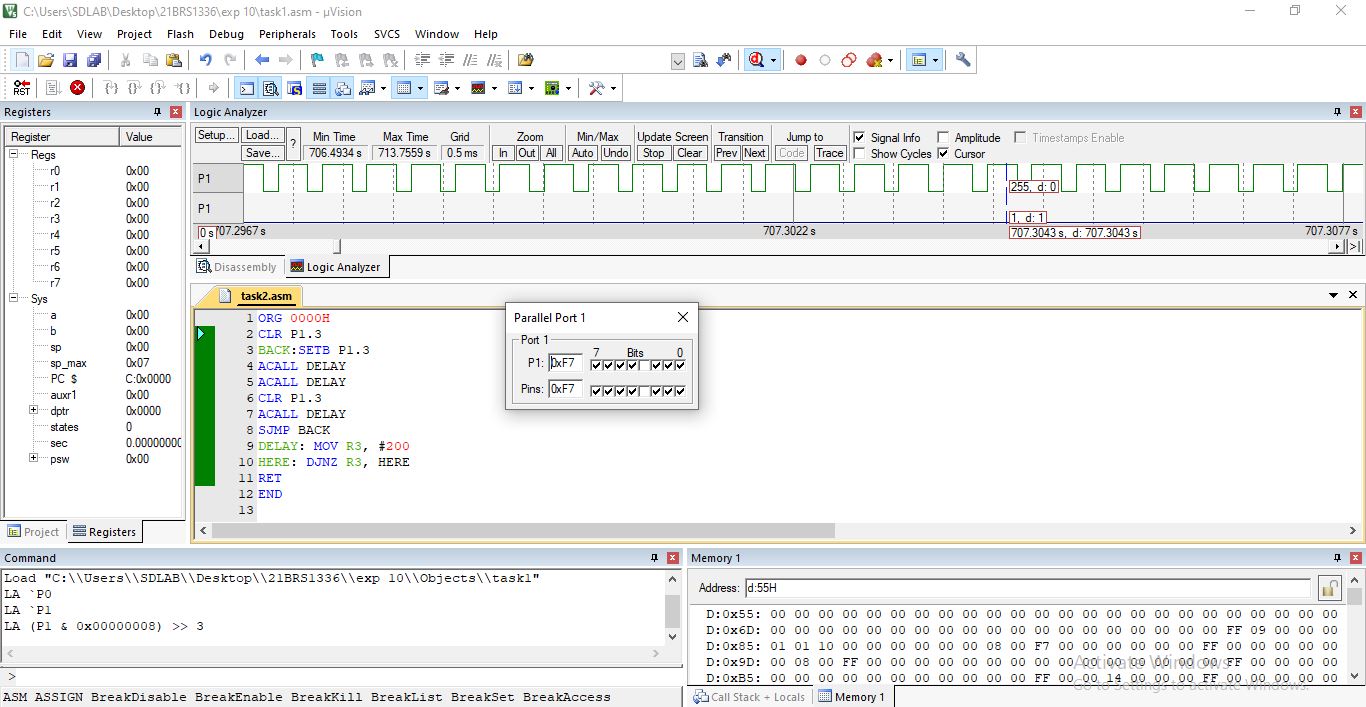 C:\Users\SDLAB\Desktop\21BRS1336\exp 10\task1.asm - µVision
File Edit View Project Flash Debug Peripherals Tools SVCS Window Help
RST
Registers
Register Value
Regs
r0 0x00
r1 0x00
r2 0x00
r3 0x00
r4 0x00
r5 0x00
r6 0x00
r7 0x00
Sys
a 0x00
b 0x00
sp 0x00
sp_max 0x07
PC $ C:0x0000
auxr1 0x00
dptr 0x0000
states 0
sec 0.00000000
psw 0x00
Project Registers
Logic Analyzer
Setup... Load... ? Min Time Max Time Grid Zoom Min/Max Update Screen Transition Jump to Signal Info Amplitude Timestamps Enable
Save... 706.4934 s 713.7559 s 0.5 ms In Out All Auto Undo Stop Clear Prev Next Code Trace Show Cycles Cursor
P1
255, d: 0
P1
1, d: 1
0 s 707.2967 s 707.3022 s 707.3043 s, d: 707.3043 s 707.3077 s
Disassembly Logic Analyzer
task2.asm
1 ORG 0000H
2 CLR P1.3
3 BACK:SETB P1.3
4 ACALL DELAY
5 ACALL DELAY
6 CLR P1.3
7 ACALL DELAY
8 SJMP BACK
9 DELAY: MOV R3, #200
10 HERE: DJNZ R3, HERE
11 RET
12 END
13
Parallel Port 1
Port 1
7 Bits 0
P1: 0xF7
Pins: 0xF7
Command
Load "C:\\Users\\SDLAB\\Desktop\\21BRS1336\\exp 10\\Objects\\task1"
LA `P0
LA `P1
LA (P1 & 0x00000008) >> 3
>
ASM ASSIGN BreakDisable BreakEnable BreakKill BreakList BreakSet BreakAccess
Memory 1
Address: d:55H
D:0x55: 00 00 00 00 00 00 00 00 00 00 00 00 00 00 00 00 00 00 00 00 00 00 00 00
D:0x6D: 00 00 00 00 00 00 00 00 00 00 00 00 00 00 00 00 00 00 00 FF 09 00 00 00
D:0x85: 01 01 10 00 00 00 00 00 00 08 00 F7 00 00 00 00 00 00 FF 00 00 00 00 00
D:0x9D: 00 08 00 FF 00 00 00 00 00 00 00 00 00 00 00 00 00 00 00 FF 00 00 00 00
D:0xB5: 00 00 00 00 00 00 00 00 00 00 00 FF 00 00 14 00 00 00 FF 00 00 00 00 00
Activate Windows
Go to Settings to activate Windows.
Call Stack + Locals Memory 1